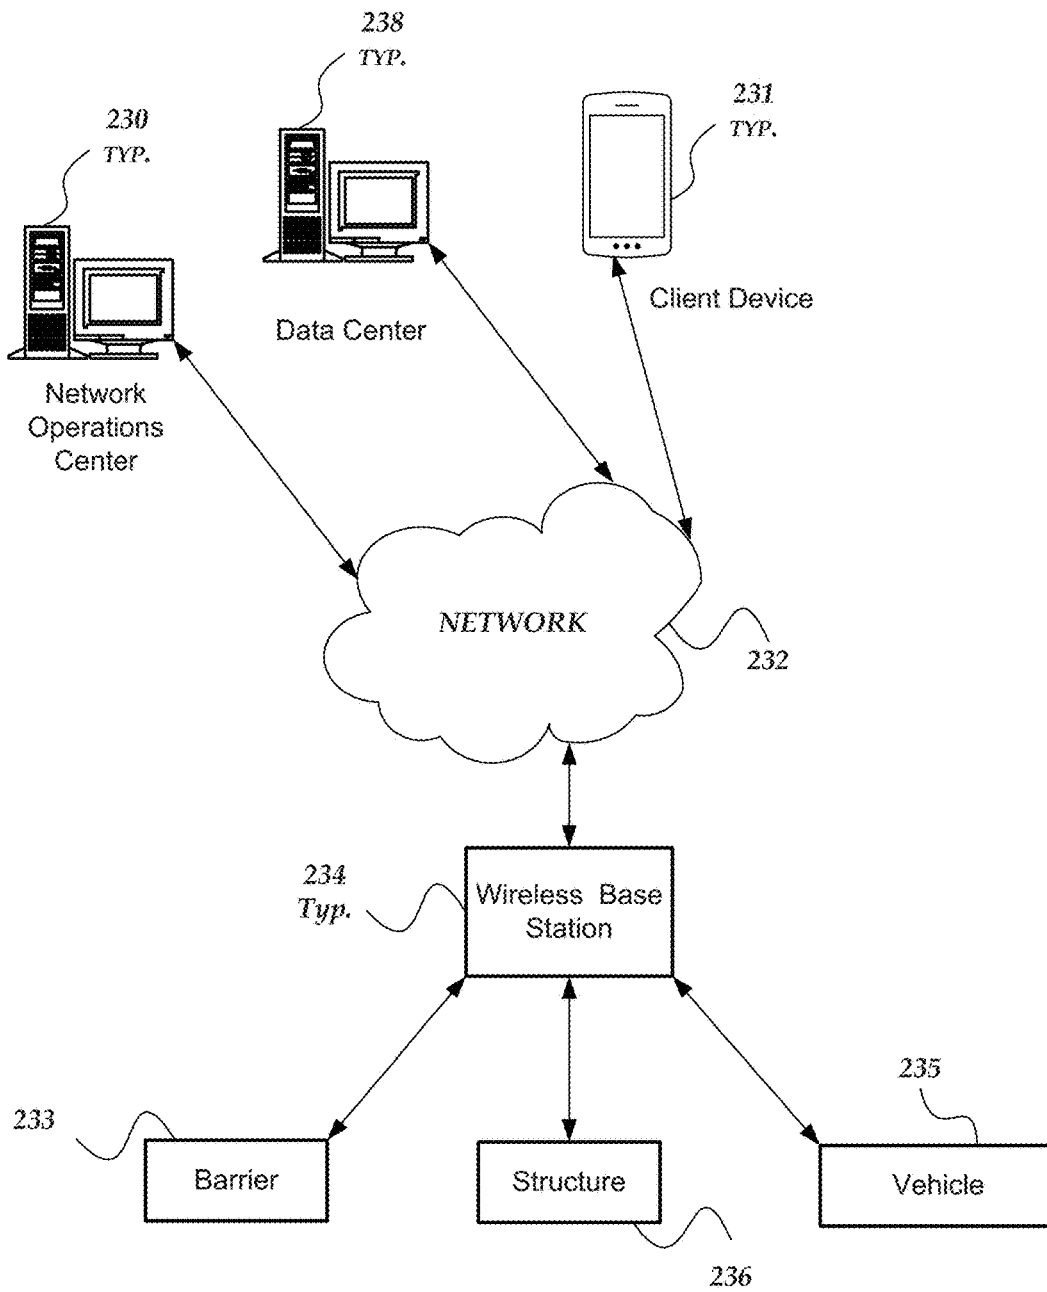 238
TYP.
230
TYP.
231
TYP.
Client Device
Data Center
Network
Operations
Center
NETWORK
232
234
Typ.
Wireless Base
Station
235
233
Barrier
Structure
Vehicle
236